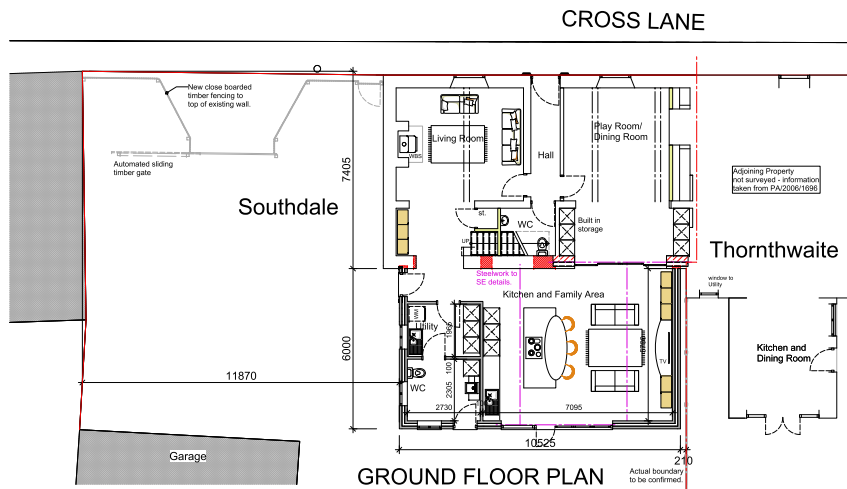 CROSS LANE
New close boarded
timber fencing to
top of existing wall.
Automated sliding
timber gate
7405
Living Room
WBS
Hall
Play Room/
Dining Room
Adjoining Property
not surveyed - information
taken from PA/2006/1696
Southdale
st.
WC
Built in
storage
UP
Thornthwaite
Steelwork to
SE details.
Kitchen and Family Area
window to
Utility
Utility
1955
6000
5700
TV
Kitchen and
Dining Room
11870
WC
100
2305
2730
7095
10525
210
Garage
GROUND FLOOR PLAN
Actual boundary
to be confirmed.